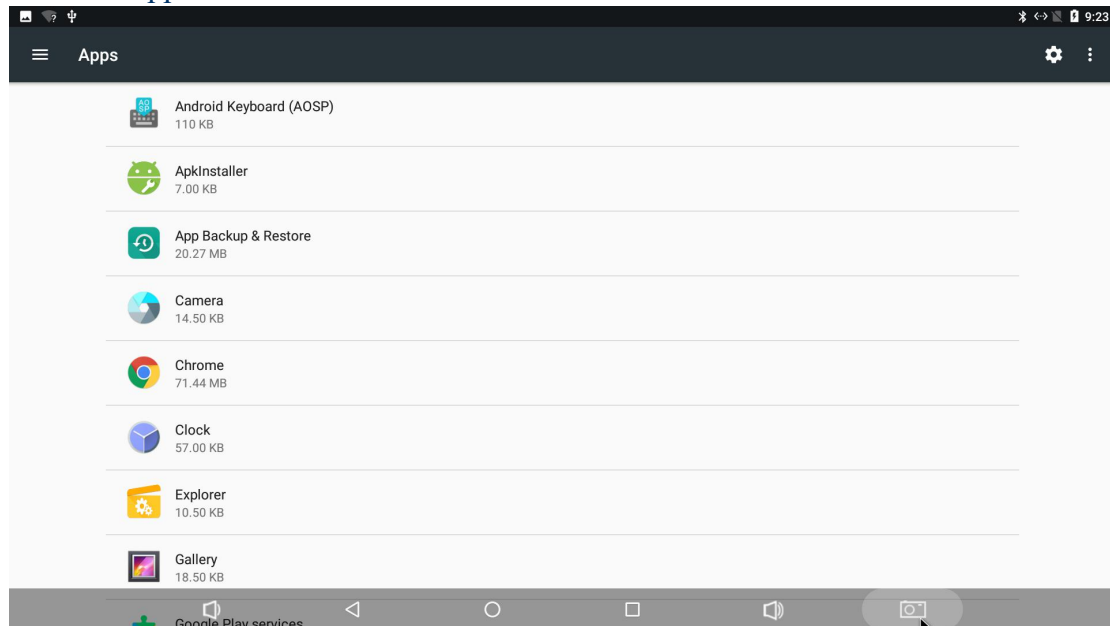 9:23
Apps
Android Keyboard (AOSP)
110 KB
ApkInstaller
7.00 KB
App Backup & Restore
20.27 MB
Camera
14.50 KB
Chrome
71.44 MB
Clock
57.00 KB
Explorer
10.50 KB
Gallery
18.50 KB
Google Play services